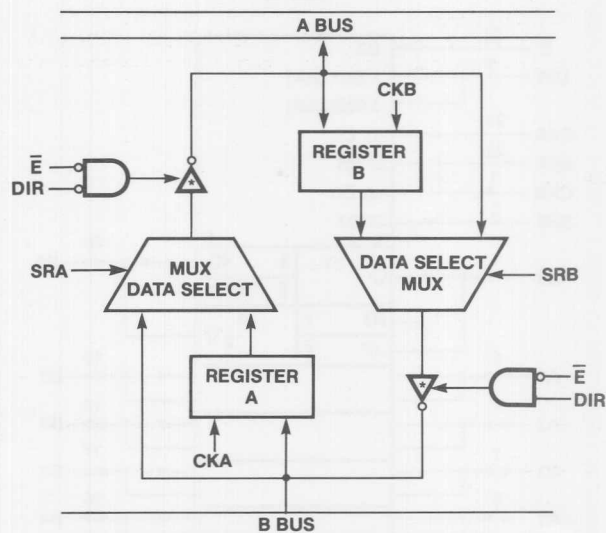 A BUS
CKB
REGISTER
B
E̅
DIR
*
SRA
MUX
DATA SELECT
DATA SELECT
MUX
SRB
REGISTER
A
*
E̅
DIR
CKA
B BUS